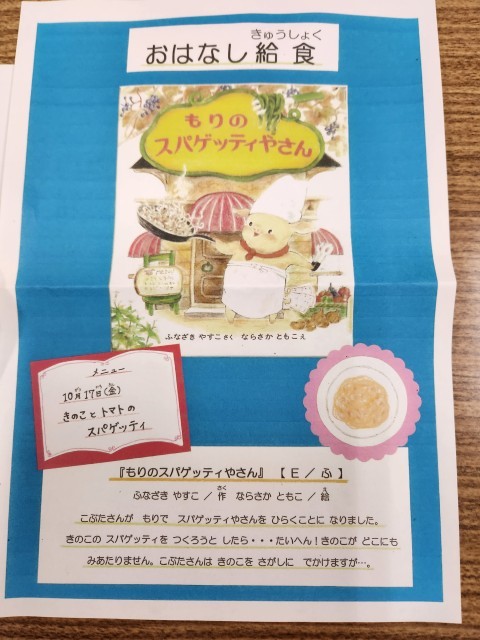 きゅうしょく
おはなし給食
もりの
スパゲッティやさん
ふなざき やすこ さく ならさか ともこ え
メニュー
10月17日(金)
きのことトマトの
スパゲッティ
『もりのスパゲッティやさん』 【 E / ふ 】
さく え
ふなざき やすこ / 作 ならさか ともこ / 絵
こぶたさんが もりで スパゲッティやさんを ひらくことに なりました。
きのこの スパゲッティを つくろうと したら・・・たいへん!きのこが どこにも
みあたりません。こぶたさんは きのこを さがしに でかけますが…。